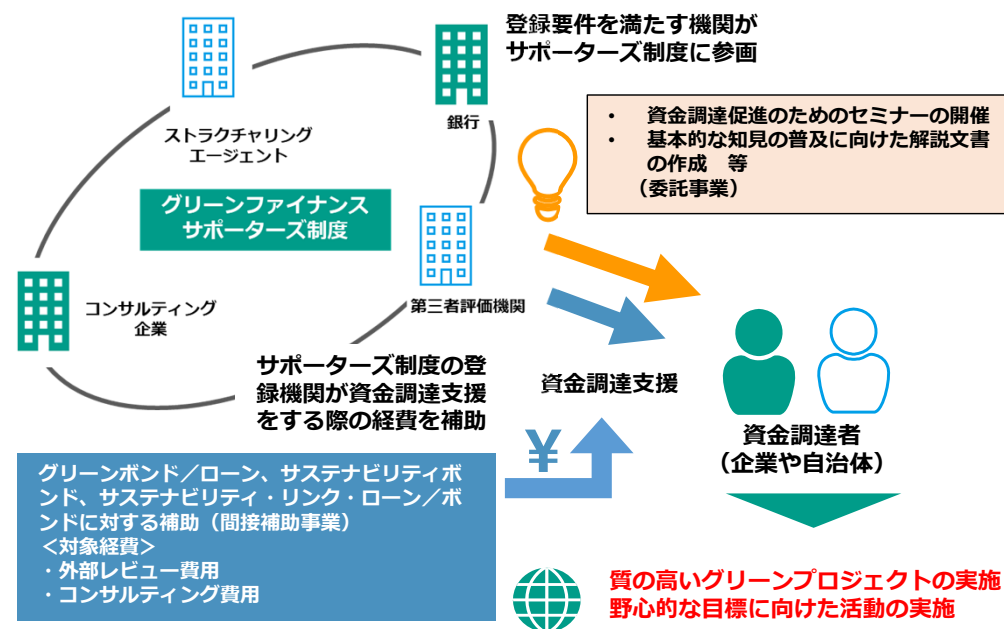 登録要件を満たす機関が
サポーターズ制度に参画
ストラクチャリング
エージェント
銀行
・ 資金調達促進のためのセミナーの開催
・ 基本的な知見の普及に向けた解説文書
の作成　等
（委託事業）
グリーンファイナンス
サポーターズ制度
コンサルティング
企業
第三者評価機関
サポーターズ制度の登
録機関が資金調達支援
をする際の経費を補助
資金調達支援
¥
資金調達者
（企業や自治体）
グリーンボンド／ローン、サステナビリティボ
ンド、サステナビリティ・リンク・ローン／ボ
ンドに対する補助（間接補助事業）
＜対象経費＞
・外部レビュー費用
・コンサルティング費用
質の高いグリーンプロジェクトの実施
野心的な目標に向けた活動の実施